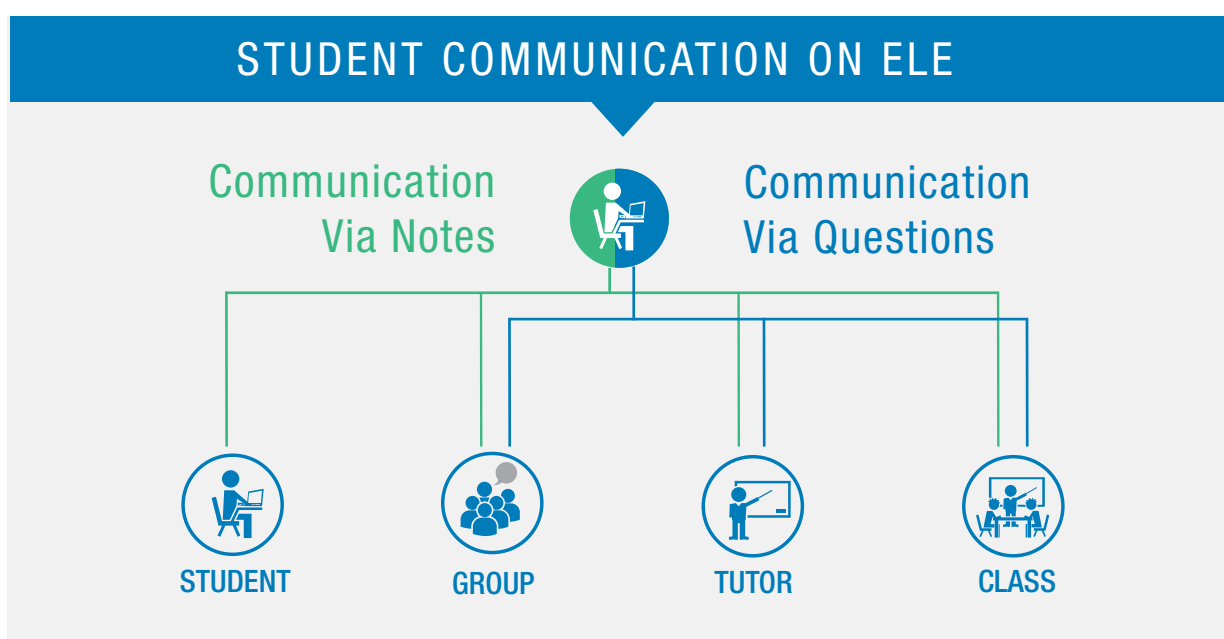 STUDENT COMMUNICATION ON ELE
Communication
Via Notes
Communication
Via Questions
STUDENT
GROUP
TUTOR
CLASS